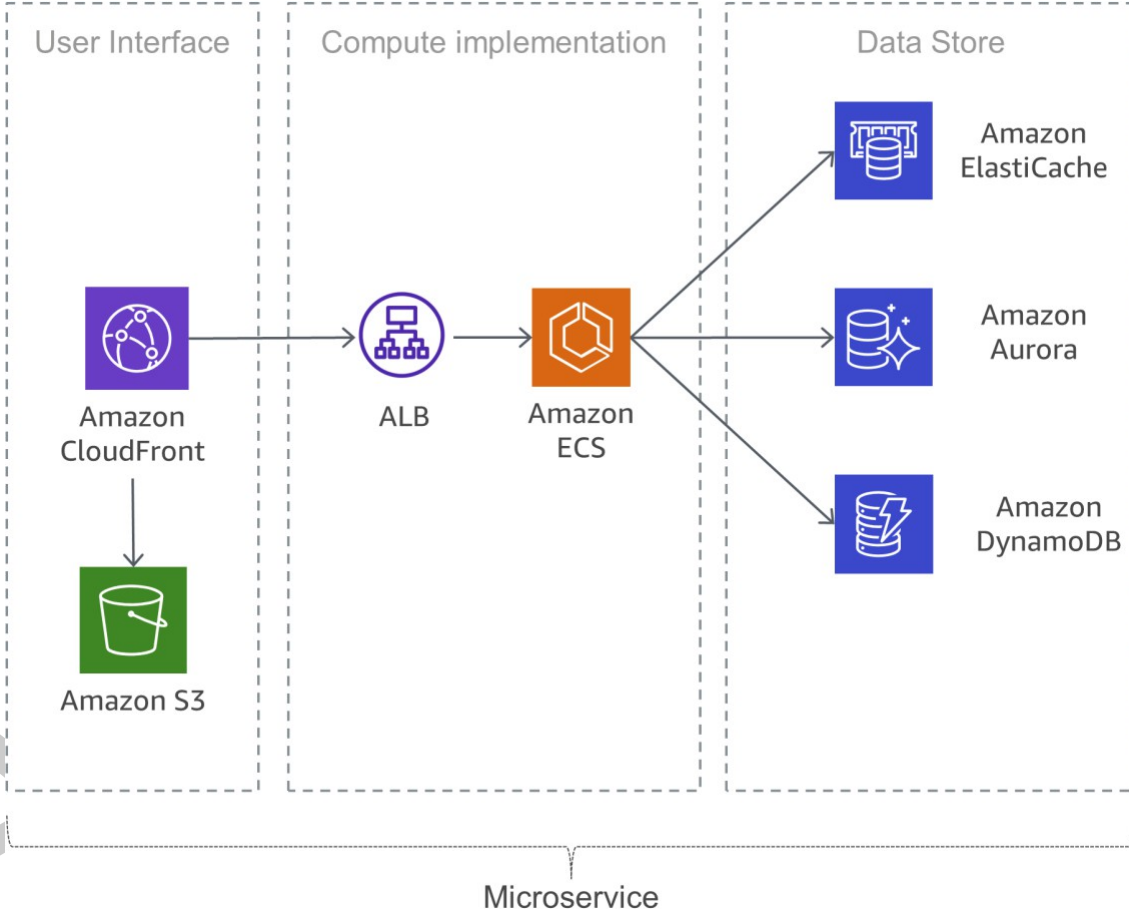 User Interface
Compute implementation
Data Store
Amazon
ElastiCache
Amazon
CloudFront
ALB
Amazon
ECS
Amazon
Aurora
Amazon
DynamoDB
Amazon S3
Microservice